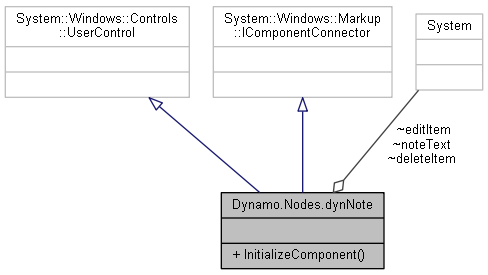 System::Windows::Controls
::UserControl
System::Windows::Markup
::IComponentConnector
System
~editItem
~noteText
~deleteItem
Dynamo.Nodes.dynNote
+ InitializeComponent()